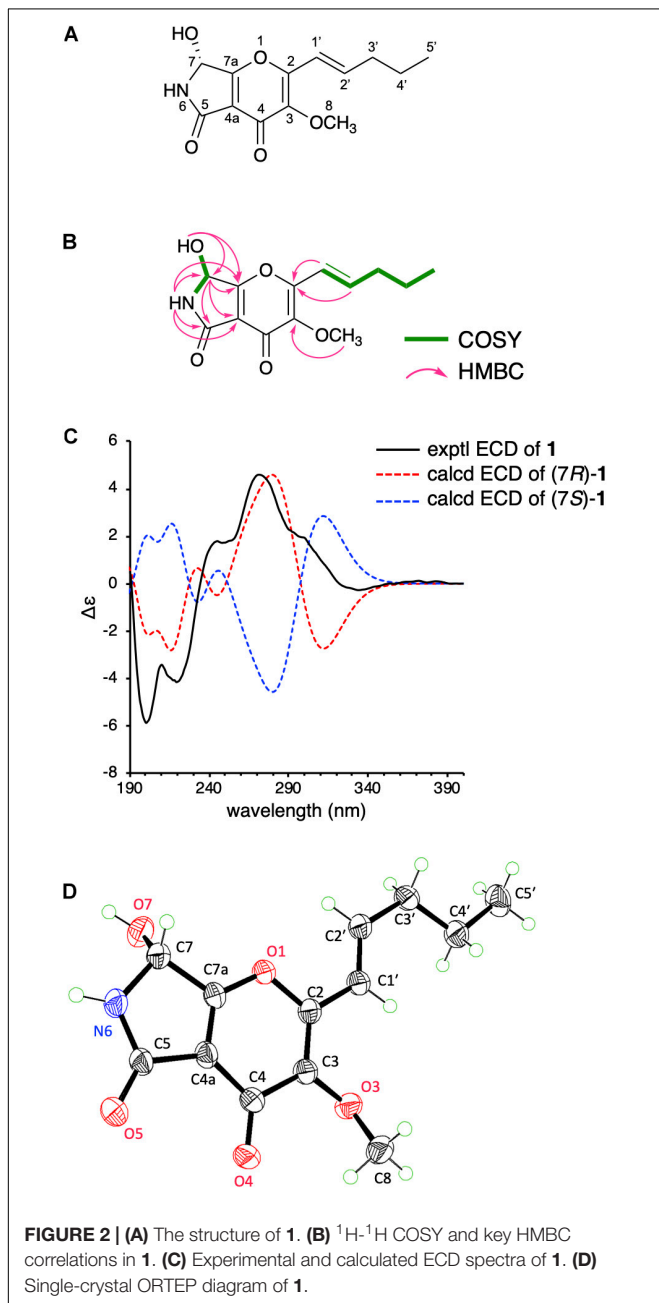 A
HO
7
7a
O
1
2
1'
2'
3'
4'
5'
HN
6
5
4a
4
3
8
OCH3
O
O
B
HO
O
HN
OCH3
O
O
COSY
HMBC
C
exptl ECD of 1
calcd ECD of (7R)-1
calcd ECD of (7S)-1
6
4
2
0
-2
-4
-6
-8
Δε
190 240 290 340 390
wavelength (nm)
D
O7
C7
N6
C7a
O1
C2'
C3'
C4'
C5'
C1'
C2
C5
C4a
C4
C3
O3
O5
O4
C8
FIGURE 2 | (A) The structure of 1. (B) ¹H-¹H COSY and key HMBC
correlations in 1. (C) Experimental and calculated ECD spectra of 1. (D)
Single-crystal ORTEP diagram of 1.